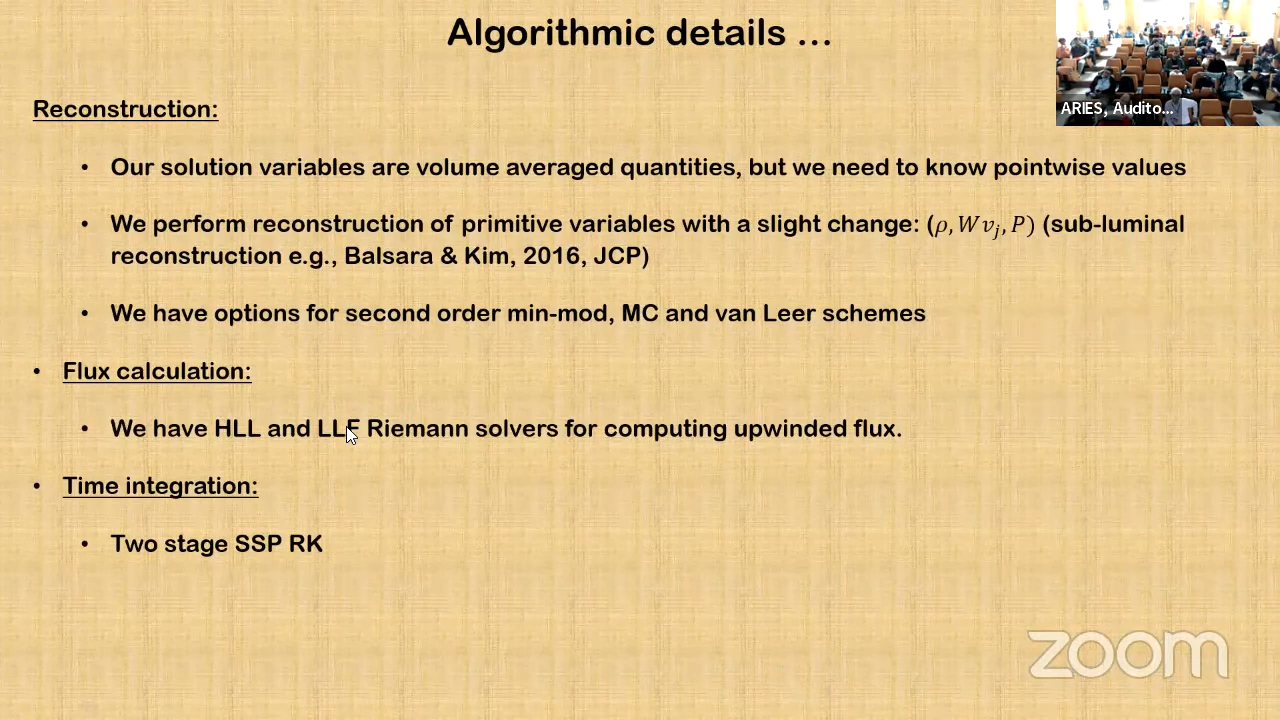 Algorithmic details …
ARIES, Audito...
Reconstruction:
• Our solution variables are volume averaged quantities, but we need to know pointwise values
• We perform reconstruction of primitive variables with a slight change: (ρ, Wv_j, P) (sub-luminal
reconstruction e.g., Balsara & Kim, 2016, JCP)
• We have options for second order min-mod, MC and van Leer schemes
• Flux calculation:
• We have HLL and LLF Riemann solvers for computing upwinded flux.
• Time integration:
• Two stage SSP RK
zoom